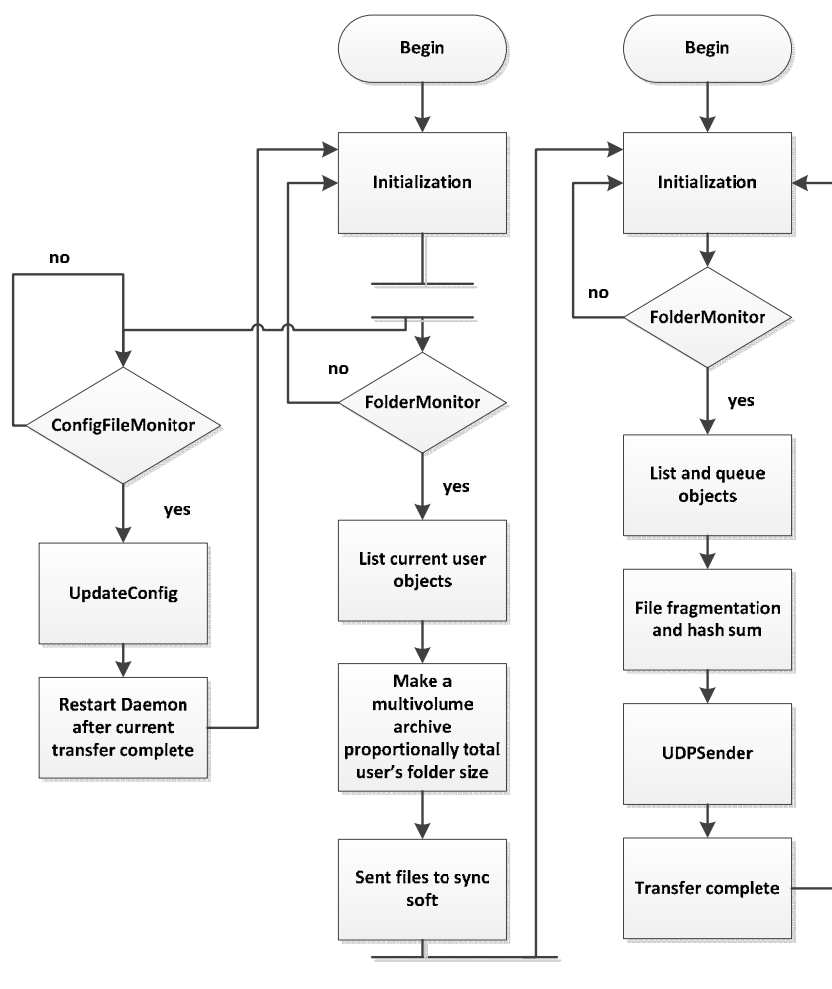 Begin
Begin
Initialization
Initialization
no
no
FolderMonitor
no
FolderMonitor
ConfigFileMonitor
yes
yes
yes
List and queue
objects
List current user
objects
UpdateConfig
File fragmentation
and hash sum
Make a
multivolume
archive
proportionally total
user's folder size
Restart Daemon
after current
transfer complete
UDPSender
Sent files to sync
soft
Transfer complete